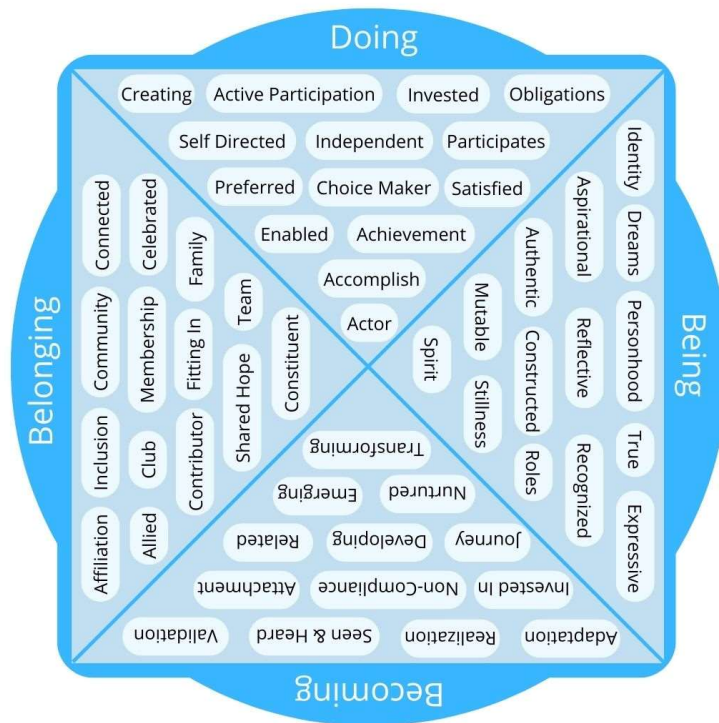 Doing
Creating
Active Participation
Invested
Obligations
Self Directed
Independent
Participates
Preferred
Choice Maker
Satisfied
Enabled
Achievement
Accomplish
Actor
Being
Identity
Dreams
Personhood
True
Expressive
Aspirational
Reflective
Recognized
Authentic
Constructed
Roles
Mutable
Stillness
Spirit
Becoming
Adaptation
Realization
Seen & Heard
Validation
Invested In
Non-Compliance
Attachment
Journey
Developing
Related
Nurtured
Emerging
Transforming
Belonging
Affiliation
Inclusion
Community
Connected
Allied
Club
Membership
Celebrated
Contributor
Fitting In
Family
Shared Hope
Team
Constituent